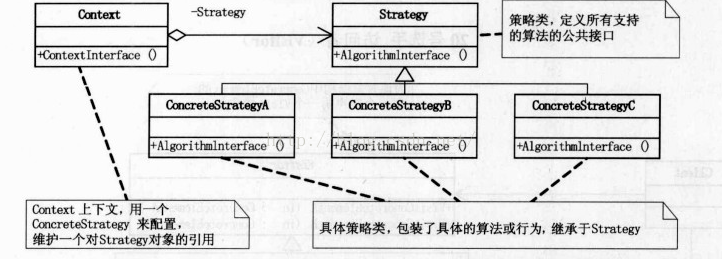 Context
-Strategy
Strategy
策略类，定义所有支持
的算法的公共接口
+ContextInterface ()
+AlgorithmInterface ()
ConcreteStrategyA
ConcreteStrategyB
ConcreteStrategyC
+AlgorithmInterface ()
+AlgorithmInterface ()
+AlgorithmInterface ()
Context 上下文，用一个
ConcreteStrategy 来配置，
维护一个对Strategy对象的引用
具体策略类，包装了具体的算法或行为，继承于Strategy